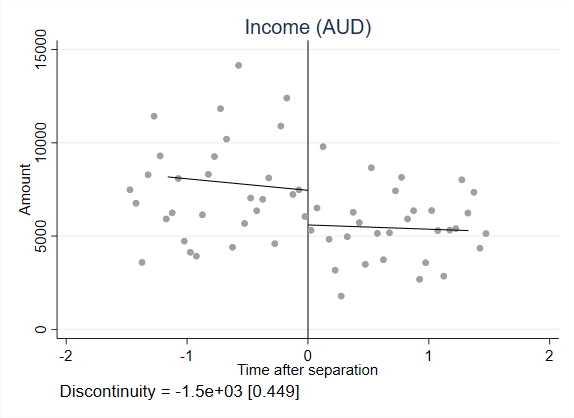 Income (AUD)
15000
10000
5000
0
Amount
-2
-1
0
1
2
Time after separation
Discontinuity = -1.5e+03 [0.449]